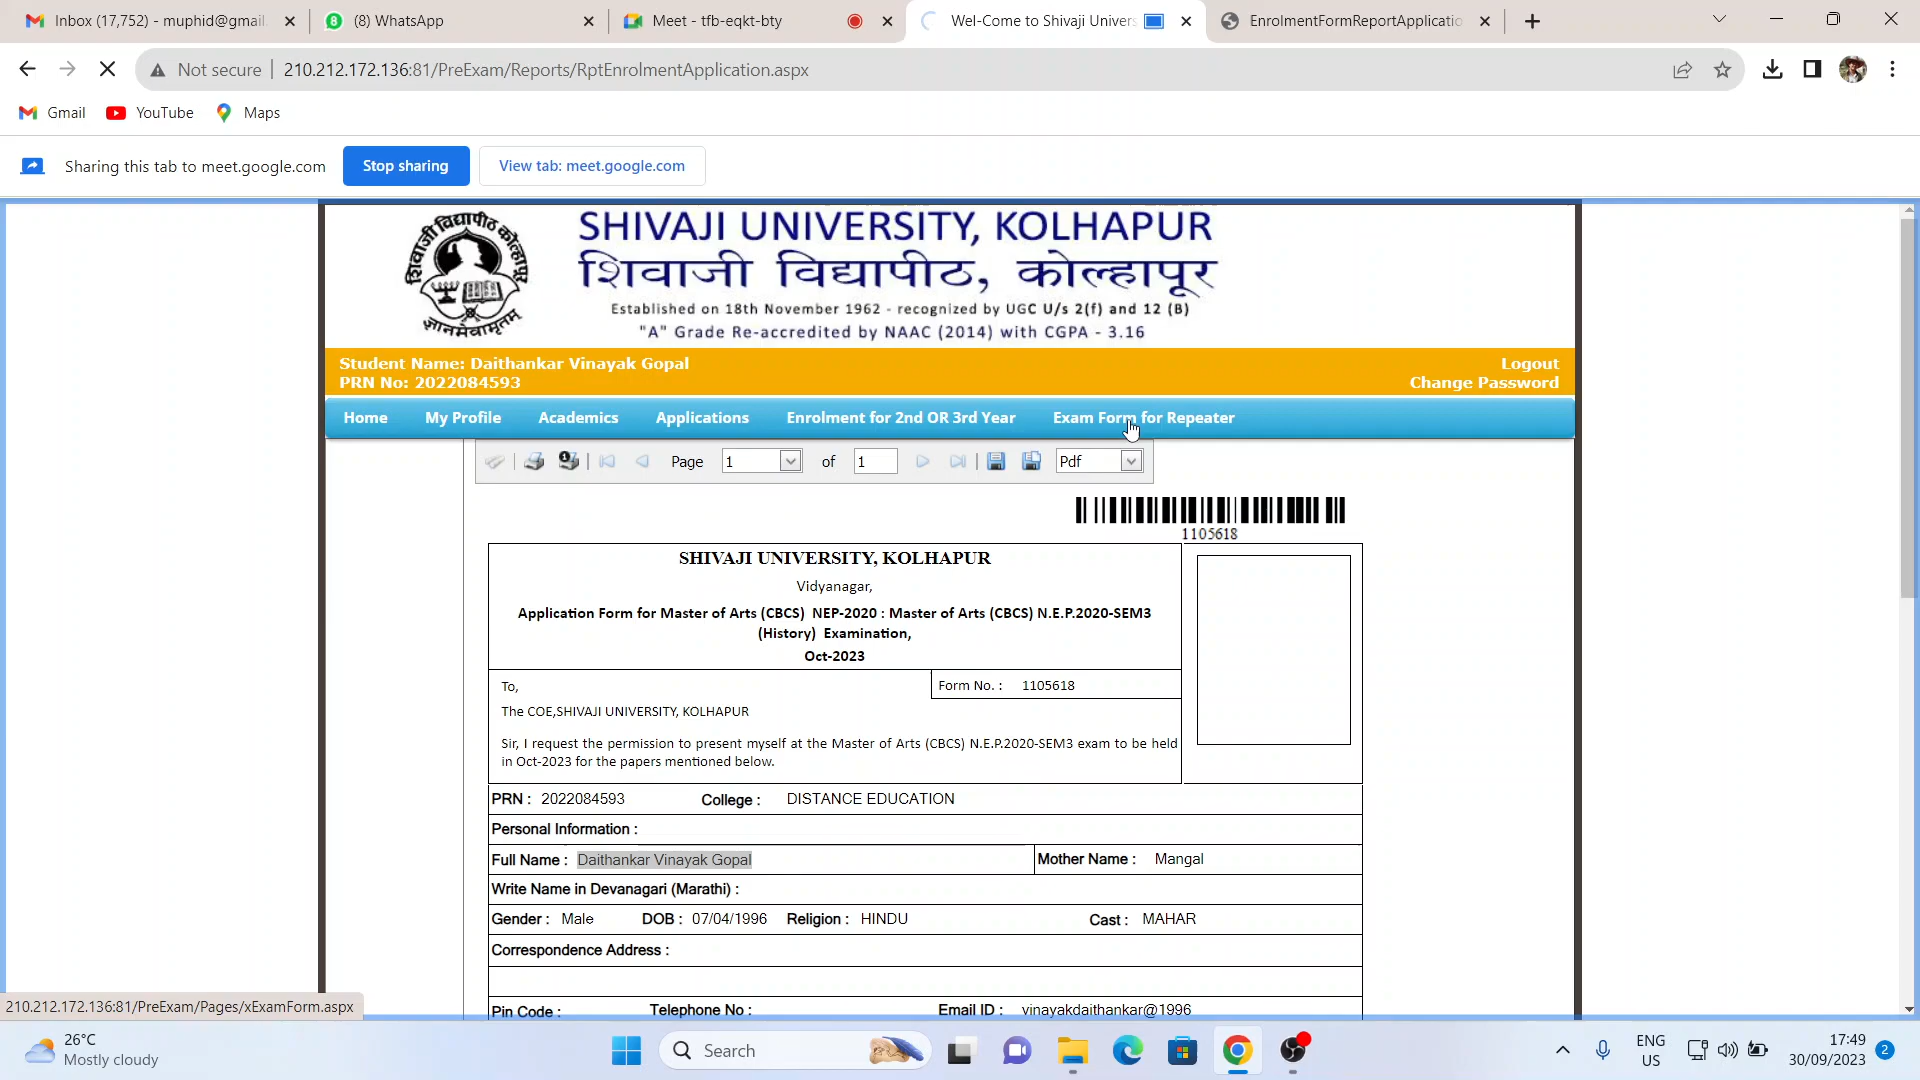 Inbox (17,752) - muphid@gmail.
(8) WhatsApp
Meet - tfb-eqkt-bty
Wel-Come to Shivaji Univers
EnrolmentFormReportApplicatio
Not secure
210.212.172.136:81/PreExam/Reports/RptEnrolmentApplication.aspx
Gmail
YouTube
Maps
Sharing this tab to meet.google.com
Stop sharing
View tab: meet.google.com
शिवाजी विद्यापीठ, कोल्हापूर
ज्ञानमेवामृतम्
SHIVAJI UNIVERSITY, KOLHAPUR
शिवाजी विद्यापीठ, कोल्हापूर
Established on 18th November 1962 - recognized by UGC U/s 2(f) and 12 (B)
"A" Grade Re-accredited by NAAC (2014) with CGPA - 3.16
Student Name: Daithankar Vinayak Gopal
Logout
PRN No: 2022084593
Change Password
Home
My Profile
Academics
Applications
Enrolment for 2nd OR 3rd Year
Exam Form for Repeater
Page
1
of
1
Pdf
1105618
SHIVAJI UNIVERSITY, KOLHAPUR
Vidyanagar,
Application Form for Master of Arts (CBCS) NEP-2020 : Master of Arts (CBCS) N.E.P.2020-SEM3
(History) Examination,
Oct-2023
To,
Form No. : 1105618
The COE,SHIVAJI UNIVERSITY, KOLHAPUR
Sir, I request the permission to present myself at the Master of Arts (CBCS) N.E.P.2020-SEM3 exam to be held
in Oct-2023 for the papers mentioned below.
PRN : 2022084593 College : DISTANCE EDUCATION
Personal Information :
Full Name : Daithankar Vinayak Gopal Mother Name : Mangal
Write Name in Devanagari (Marathi) :
Gender : Male DOB : 07/04/1996 Religion : HINDU Cast : MAHAR
Correspondence Address :
Pin Code : Telephone No : Email ID : vinayakdaithankar@1996
210.212.172.136:81/PreExam/Pages/xExamForm.aspx
26°C
Mostly cloudy
Search
ENG
US
17:49
30/09/2023
2